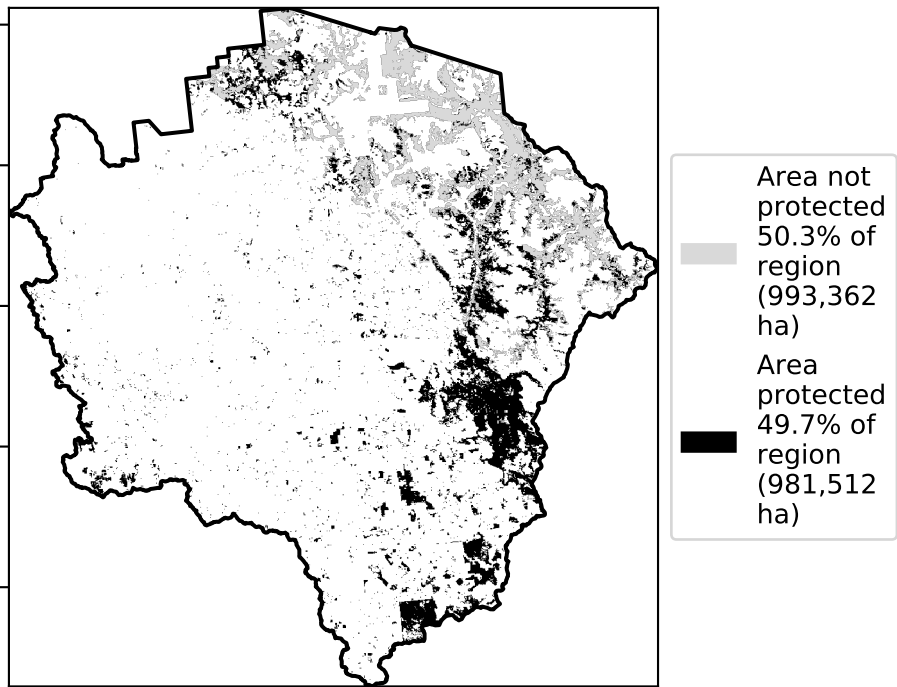 Area not
protected
50.3% of
region
(993,362
ha)
Area
protected
49.7% of
region
(981,512
ha)